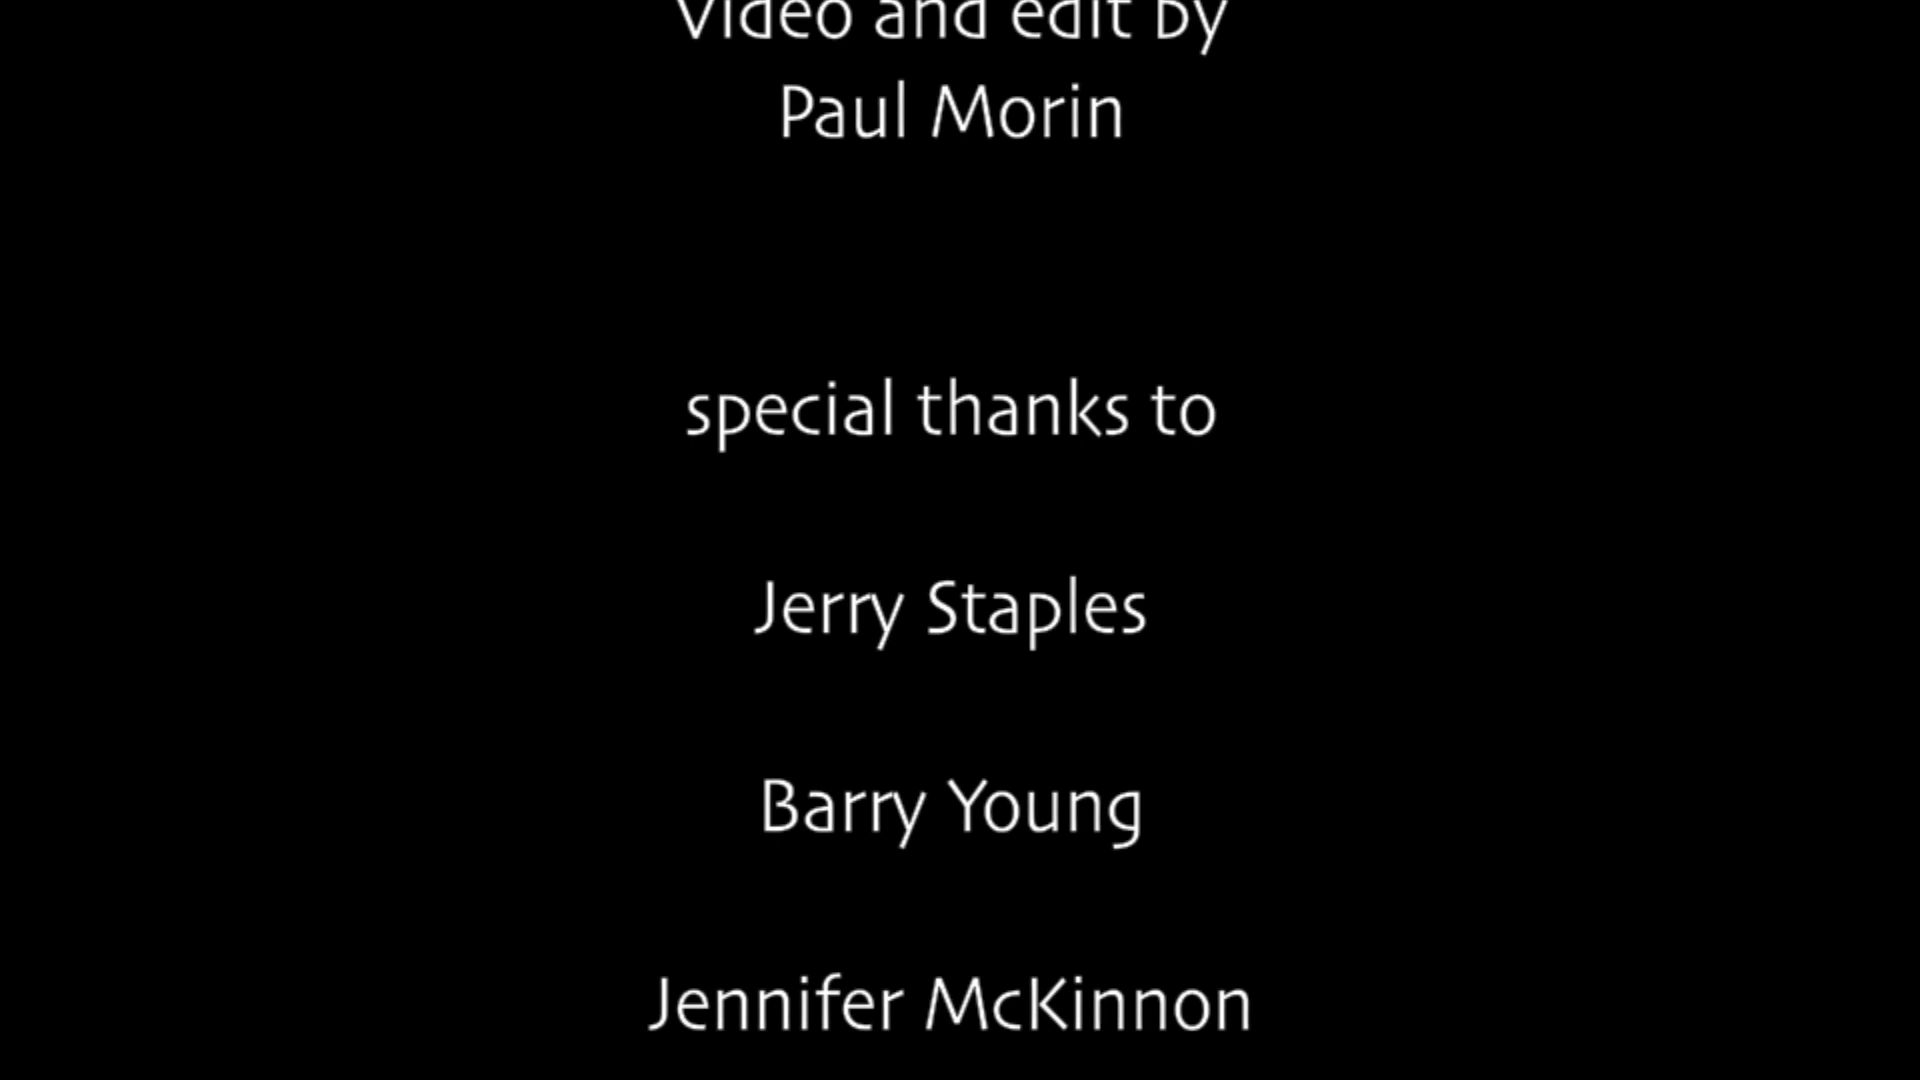 Video and edit by
Paul Morin
special thanks to
Jerry Staples
Barry Young
Jennifer McKinnon